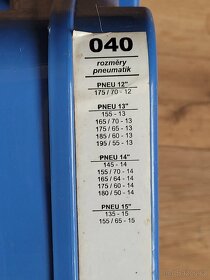 040
rozměry
pneumatik
PNEU 12"
175 / 70 - 12
PNEU 13"
155 - 13
165 / 70 - 13
175 / 65 - 13
185 / 60 - 13
195 / 55 - 13
PNEU 14"
145 - 14
155 / 70 - 14
165 / 64 - 14
175 / 60 - 14
180 / 50 - 14
PNEU 15"
135 - 15
155 / 65 - 15